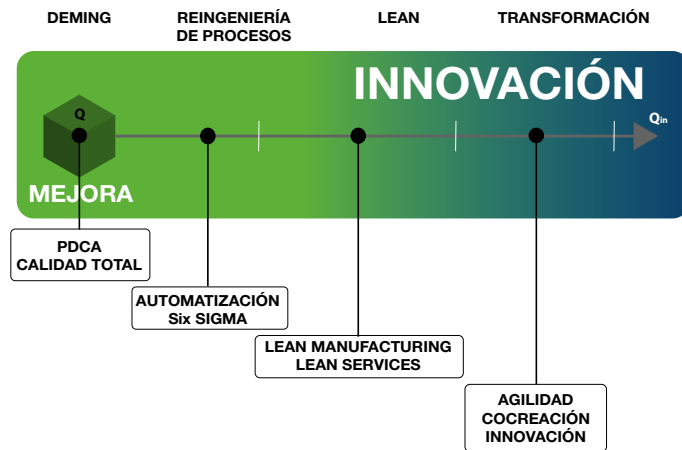 DEMING
REINGENIERÍA
DE PROCESOS
LEAN
TRANSFORMACIÓN
INNOVACIÓN
Q
Qin
MEJORA
PDCA
CALIDAD TOTAL
AUTOMATIZACIÓN
Six SIGMA
LEAN MANUFACTURING
LEAN SERVICES
AGILIDAD
COCREACIÓN
INNOVACIÓN